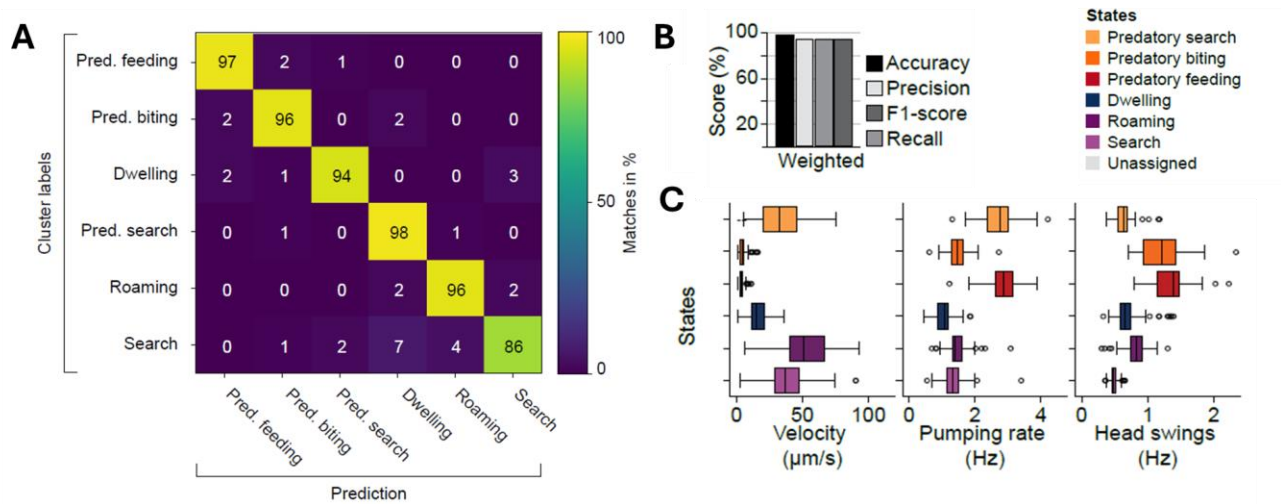 A
Cluster labels
Pred. feeding 97 2 1 0 0 0
Pred. biting 2 96 0 2 0 0
Dwelling 2 1 94 0 0 3
Pred. search 0 1 0 98 1 0
Roaming 0 0 0 2 96 2
Search 0 1 2 7 4 86
Pred. feeding
Pred. biting
Pred. search
Dwelling
Roaming
Search
Prediction
100
50
0
Matches in %
B
Score (%)
100
60
20
Weighted
Accuracy
Precision
F1-score
Recall
States
Predatory search
Predatory biting
Predatory feeding
Dwelling
Roaming
Search
Unassigned
C
States
0 50 100
Velocity
(µm/s)
0 2 4
Pumping rate
(Hz)
0 1 2
Head swings
(Hz)